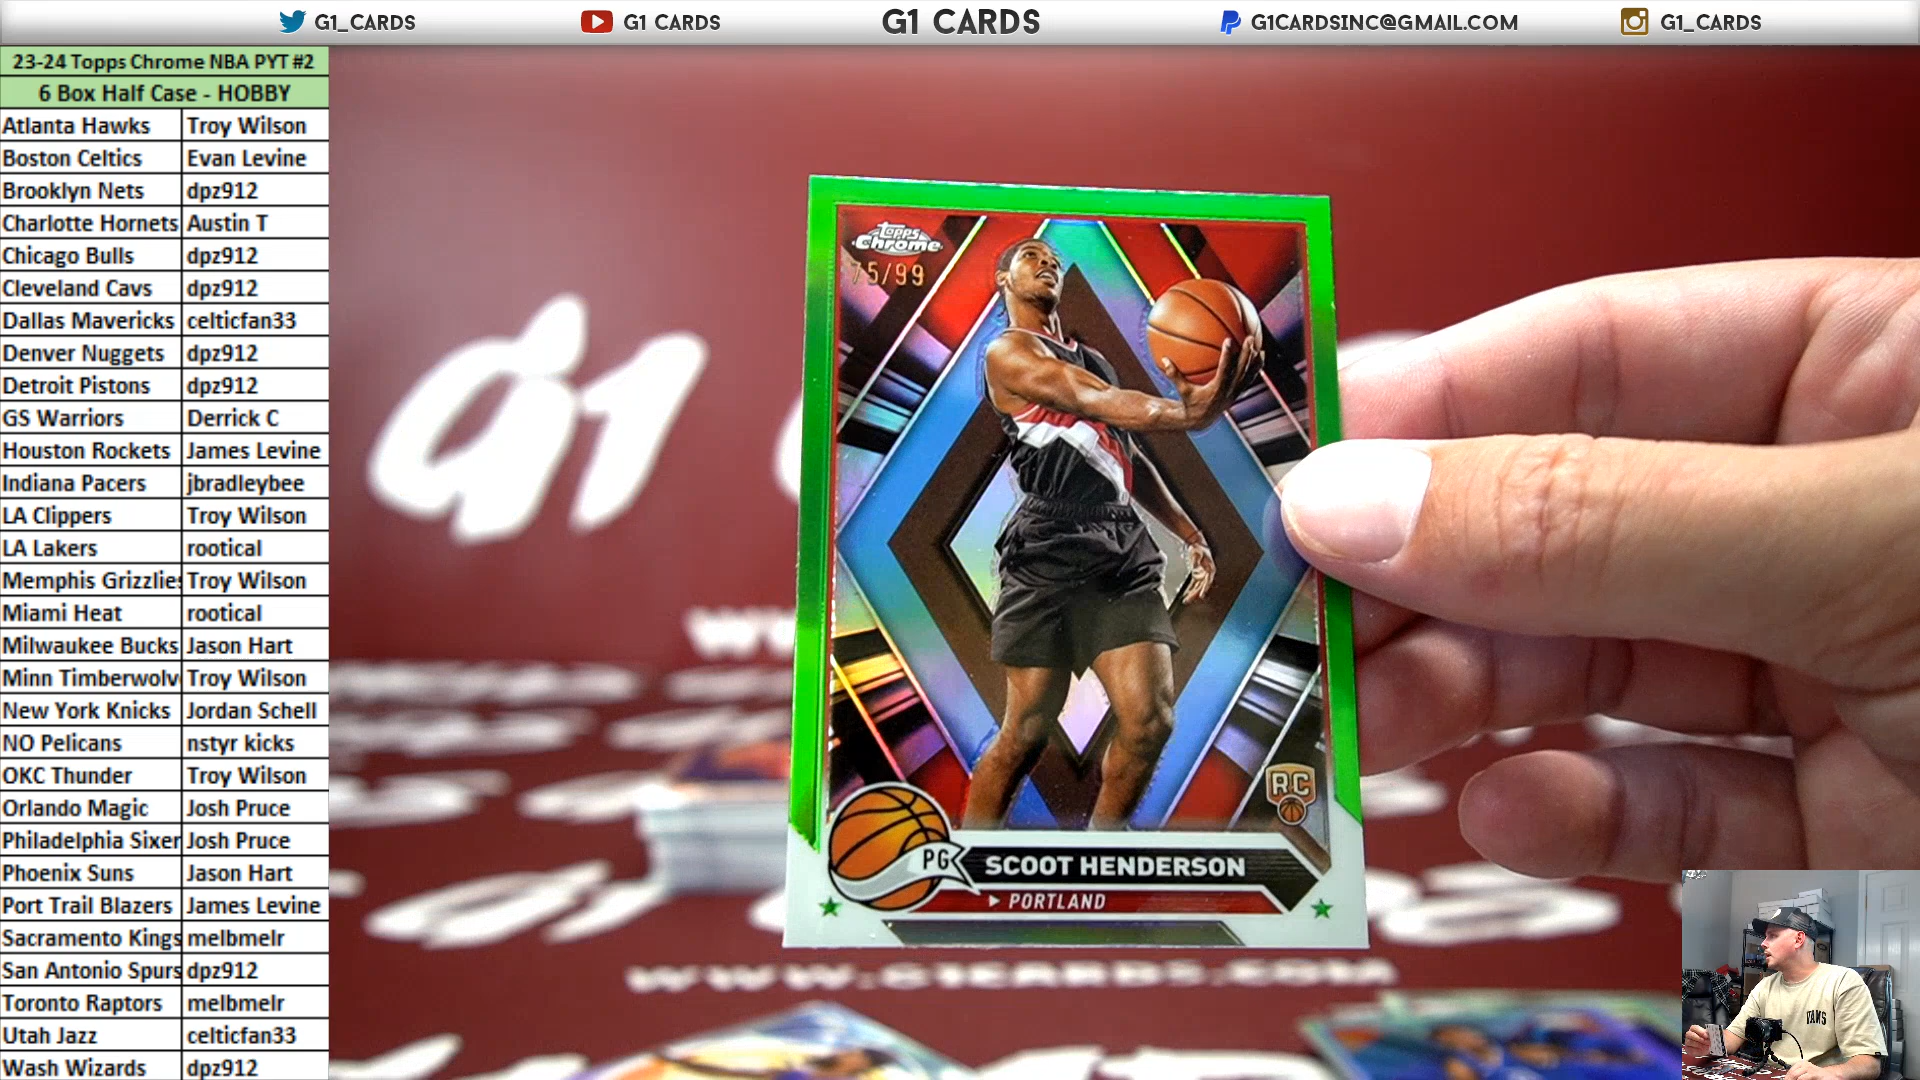 G1_CARDS G1 CARDS G1 CARDS G1CARDSINC@GMAIL.COM G1_CARDS
23-24 Topps Chrome NBA PYT #2
6 Box Half Case - HOBBY
Atlanta Hawks Troy Wilson
Boston Celtics Evan Levine
Brooklyn Nets dpz912
Charlotte Hornets Austin T
Chicago Bulls dpz912
Cleveland Cavs dpz912
Dallas Mavericks celticfan33
Denver Nuggets dpz912
Detroit Pistons dpz912
GS Warriors Derrick C
Houston Rockets James Levine
Indiana Pacers jbradleybee
LA Clippers Troy Wilson
LA Lakers rootical
Memphis Grizzlies Troy Wilson
Miami Heat rootical
Milwaukee Bucks Jason Hart
Minn Timberwolv Troy Wilson
New York Knicks Jordan Schell
NO Pelicans nstyr kicks
OKC Thunder Troy Wilson
Orlando Magic Josh Pruce
Philadelphia Sixer Josh Pruce
Phoenix Suns Jason Hart
Port Trail Blazers James Levine
Sacramento Kings melbmelr
San Antonio Spurs dpz912
Toronto Raptors melbmelr
Utah Jazz celticfan33
Wash Wizards dpz912
Topps
Chrome
75/99
RC
PG SCOOT HENDERSON
PORTLAND
G1
WWW.G1CARDS.COM
VANS